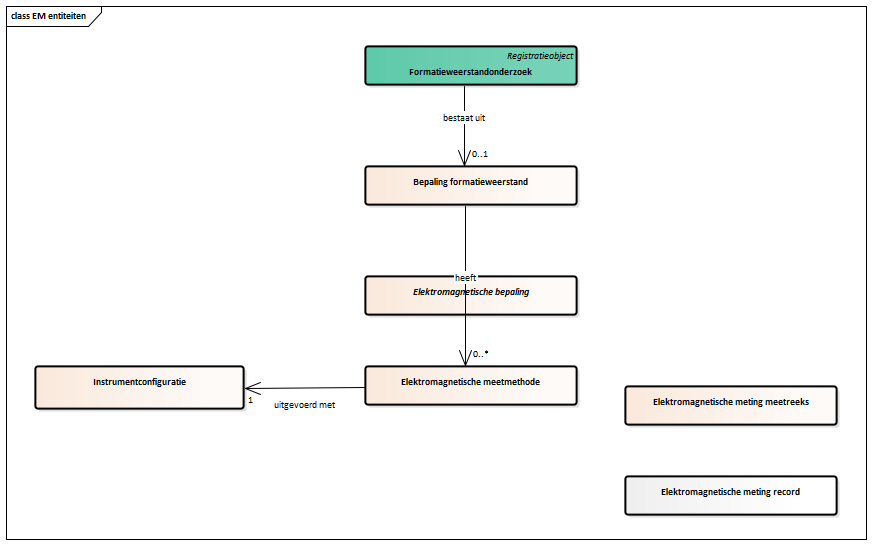 class EM entiteiten
Registratieobject
Formatieweerstandonderzoek
bestaat uit
0..1
Bepaling formatieweerstand
heeft
Elektromagnetische bepaling
0..*
Elektromagnetische meetmethode
Instrumentconfiguratie
1
uitgevoerd met
Elektromagnetische meting meetreeks
Elektromagnetische meting record